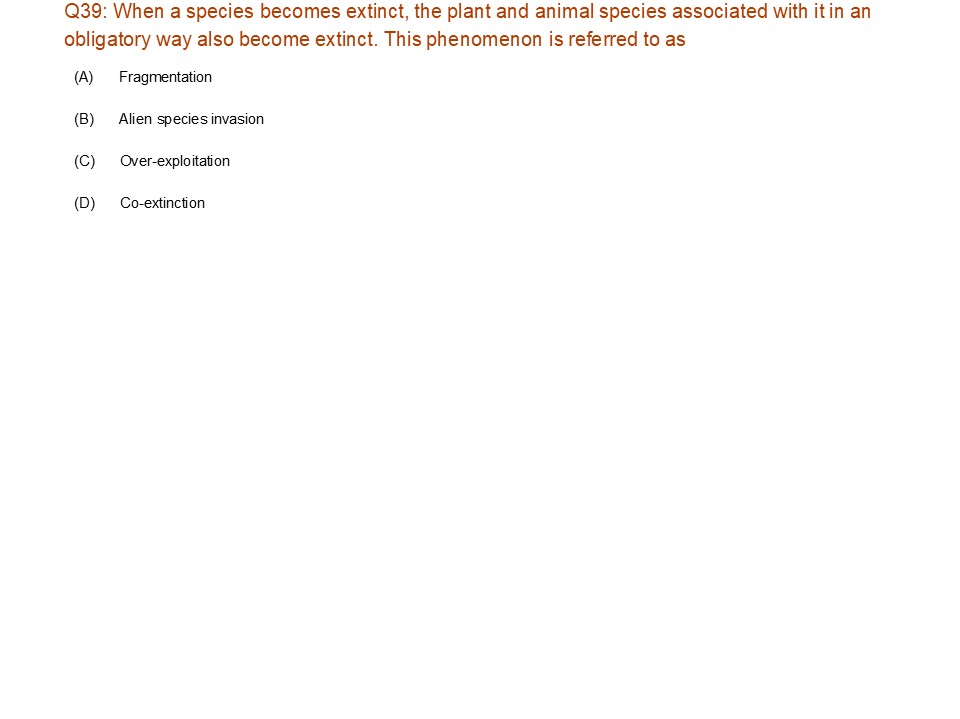 Q39: When a species becomes extinct, the plant and animal species associated with it in an
obligatory way also become extinct. This phenomenon is referred to as
(A) Fragmentation
(B) Alien species invasion
(C) Over-exploitation
(D) Co-extinction